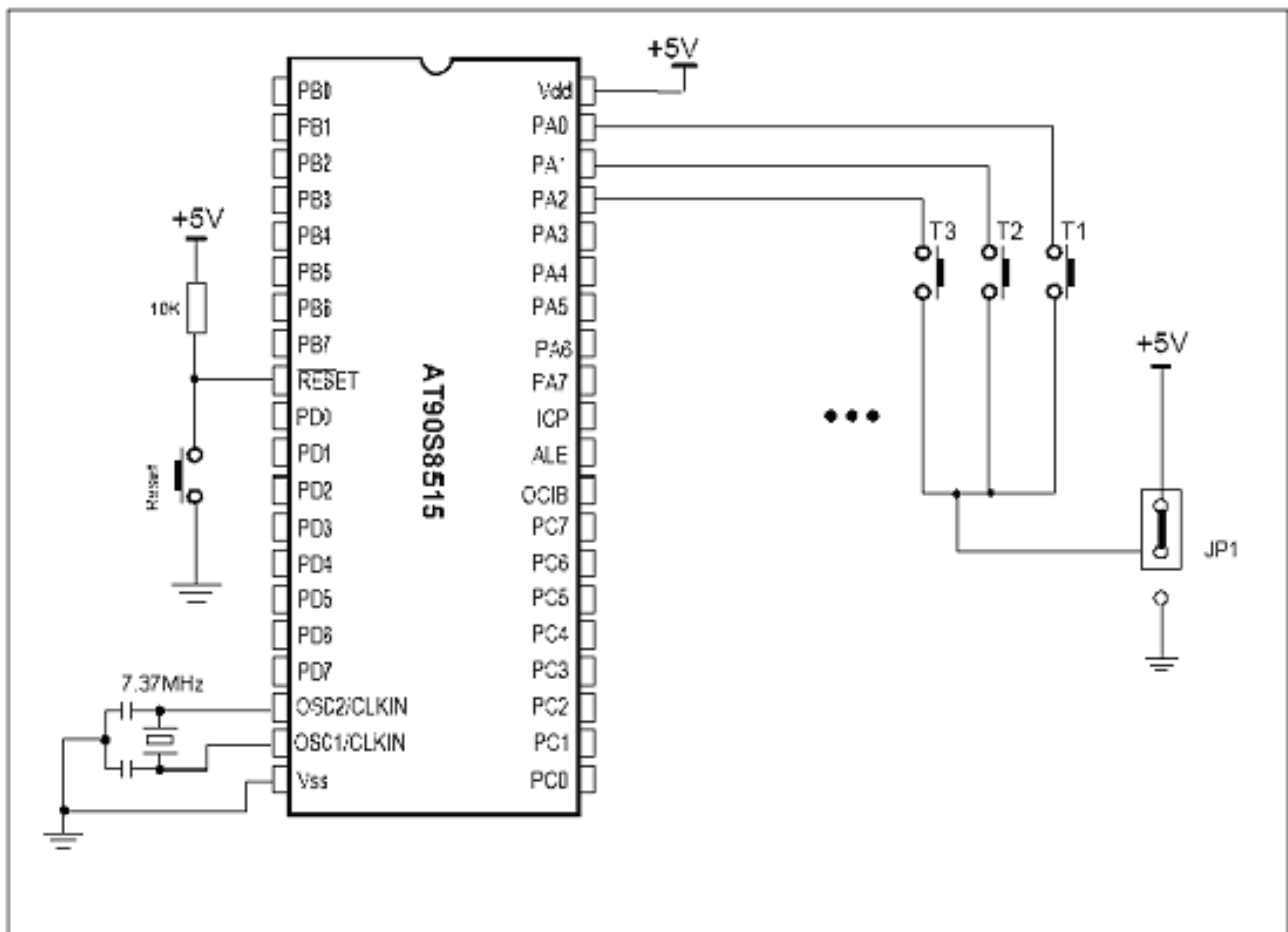 +5V
PB0
PB1
PB2
PB3
PB4
PB5
PB6
PB7
RESET
PD0
PD1
PD2
PD3
PD4
PD5
PD6
PD7
OSC2/CLKIN
OSC1/CLKIN
Vss
Vdd
PA0
PA1
PA2
PA3
PA4
PA5
PA6
PA7
ICP
ALE
OCIB
PC7
PC6
PC5
PC4
PC3
PC2
PC1
PC0
AT90S8515
+5V
10K
Reset
7.37MHz
T3 T2 T1
+5V
JP1